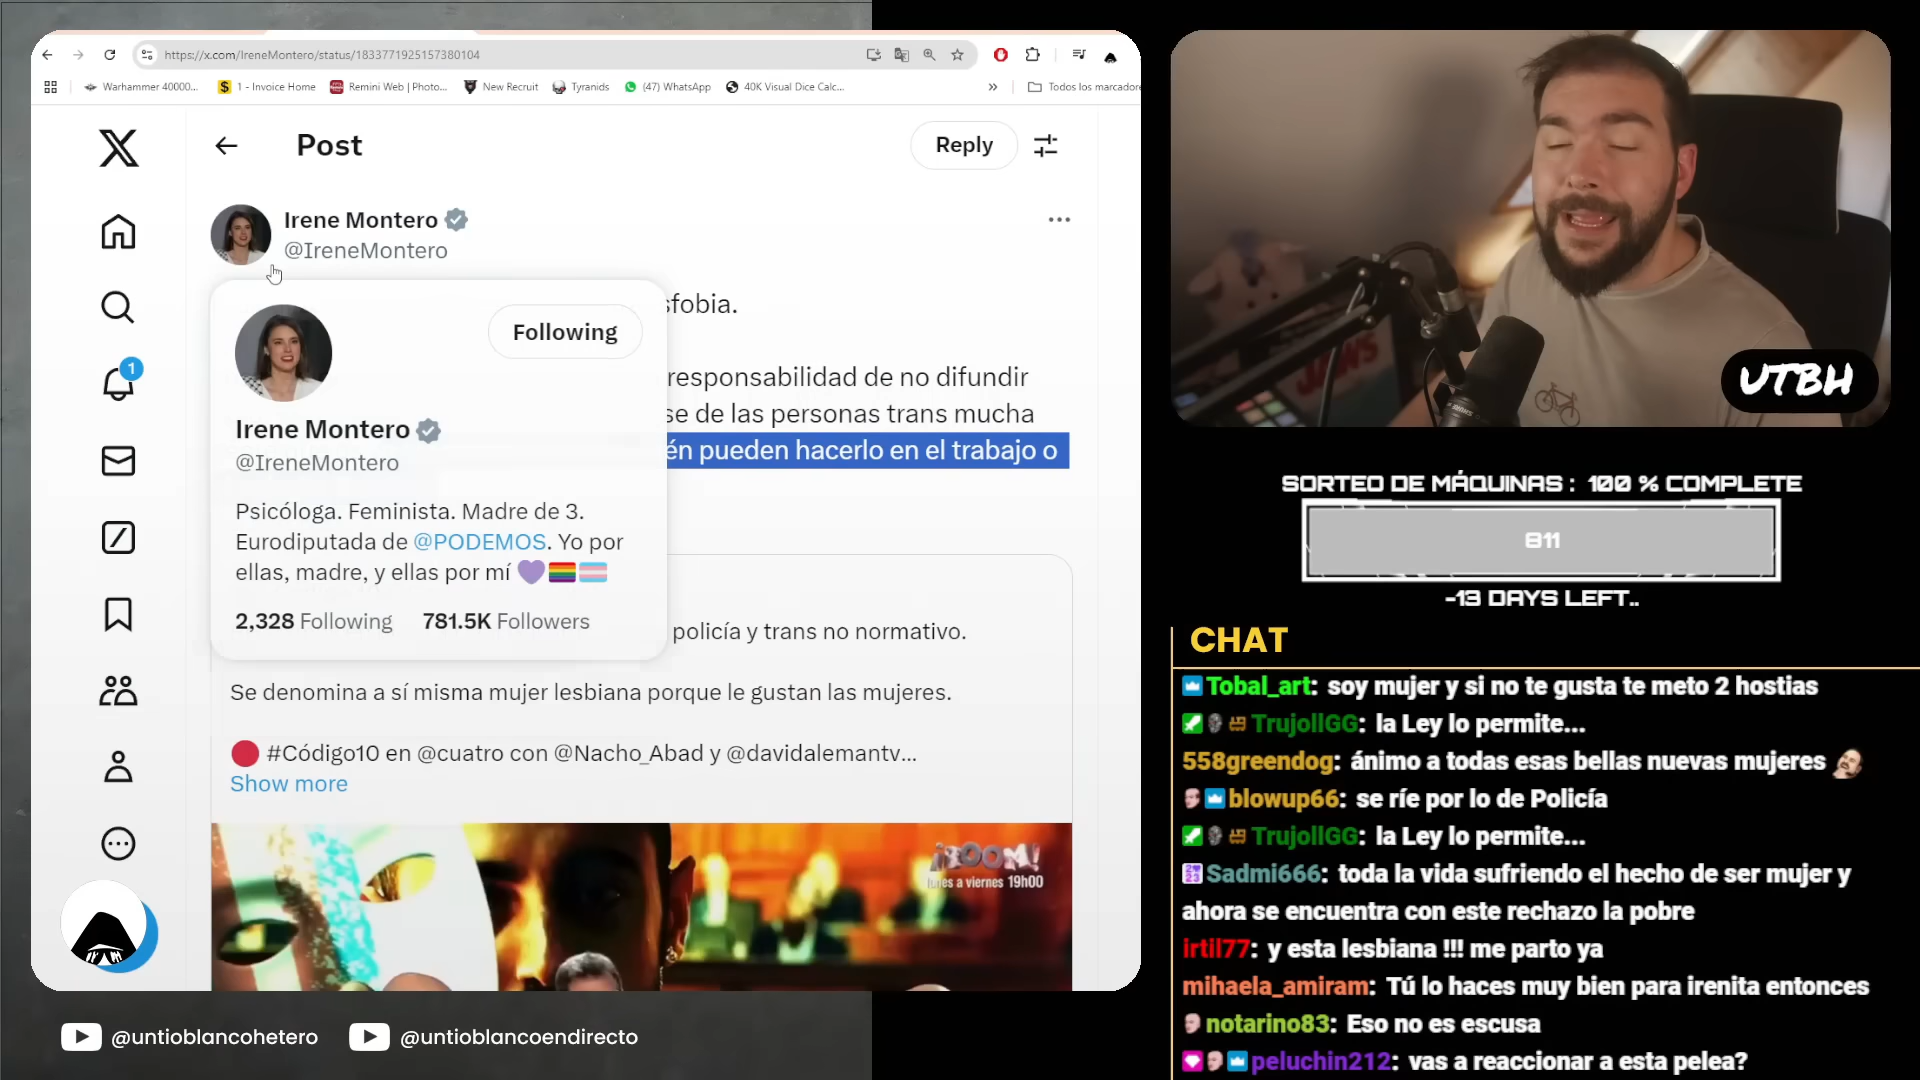 https://x.com/IreneMontero/status/1833771925157380104
Warhammer 40000...
1 - Invoice Home
Remini Web | Photo...
New Recruit
Tyranids
(47) WhatsApp
40K Visual Dice Calc...
»
Todos los marcadore
Post
Reply
Irene Montero
@IreneMontero
sfobia.
responsabilidad de no difundir
se de las personas trans mucha
én pueden hacerlo en el trabajo o
Following
Irene Montero
@IreneMontero
Psicóloga. Feminista. Madre de 3.
Eurodiputada de @PODEMOS. Yo por
ellas, madre, y ellas por mí
2,328 Following 781.5K Followers
1
policía y trans no normativo.
Se denomina a sí misma mujer lesbiana porque le gustan las mujeres.
#Código10 en @cuatro con @Nacho_Abad y @davidalemantv...
Show more
¡BOOM!
lunes a viernes 19h00
@untioblancohetero
@untioblancoendirecto
JAWS
UTBH
SORTEO DE MÁQUINAS : 100 % COMPLETE
811
-13 DAYS LEFT..
CHAT
Tobal_art: soy mujer y si no te gusta te meto 2 hostias
TrujollGG: la Ley lo permite...
558greendog: ánimo a todas esas bellas nuevas mujeres
blowup66: se ríe por lo de Policía
TrujollGG: la Ley lo permite...
Sadmi666: toda la vida sufriendo el hecho de ser mujer y
ahora se encuentra con este rechazo la pobre
irtil77: y esta lesbiana !!! me parto ya
mihaela_amiram: Tú lo haces muy bien para irenita entonces
notarino83: Eso no es escusa
peluchin212: vas a reaccionar a esta pelea?